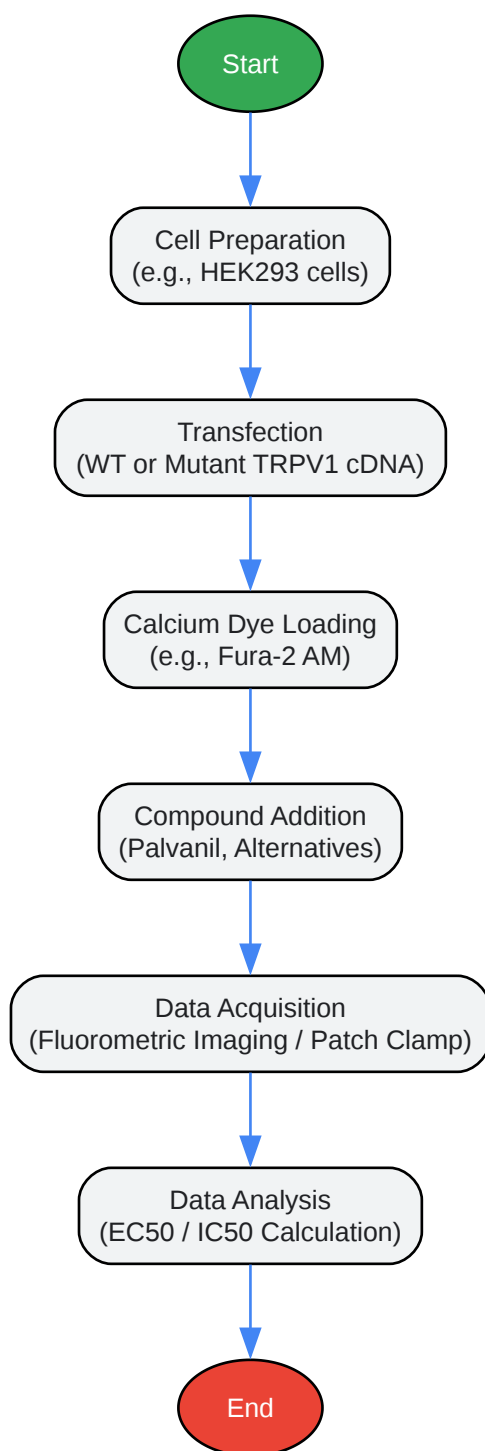 Start
Cell Preparation
(e.g., HEK293 cells)
Transfection
(WT or Mutant TRPV1 cDNA)
Calcium Dye Loading
(e.g., Fura-2 AM)
Compound Addition
(Palvanil, Alternatives)
Data Acquisition
(Fluorometric Imaging / Patch Clamp)
Data Analysis
(EC50 / IC50 Calculation)
End